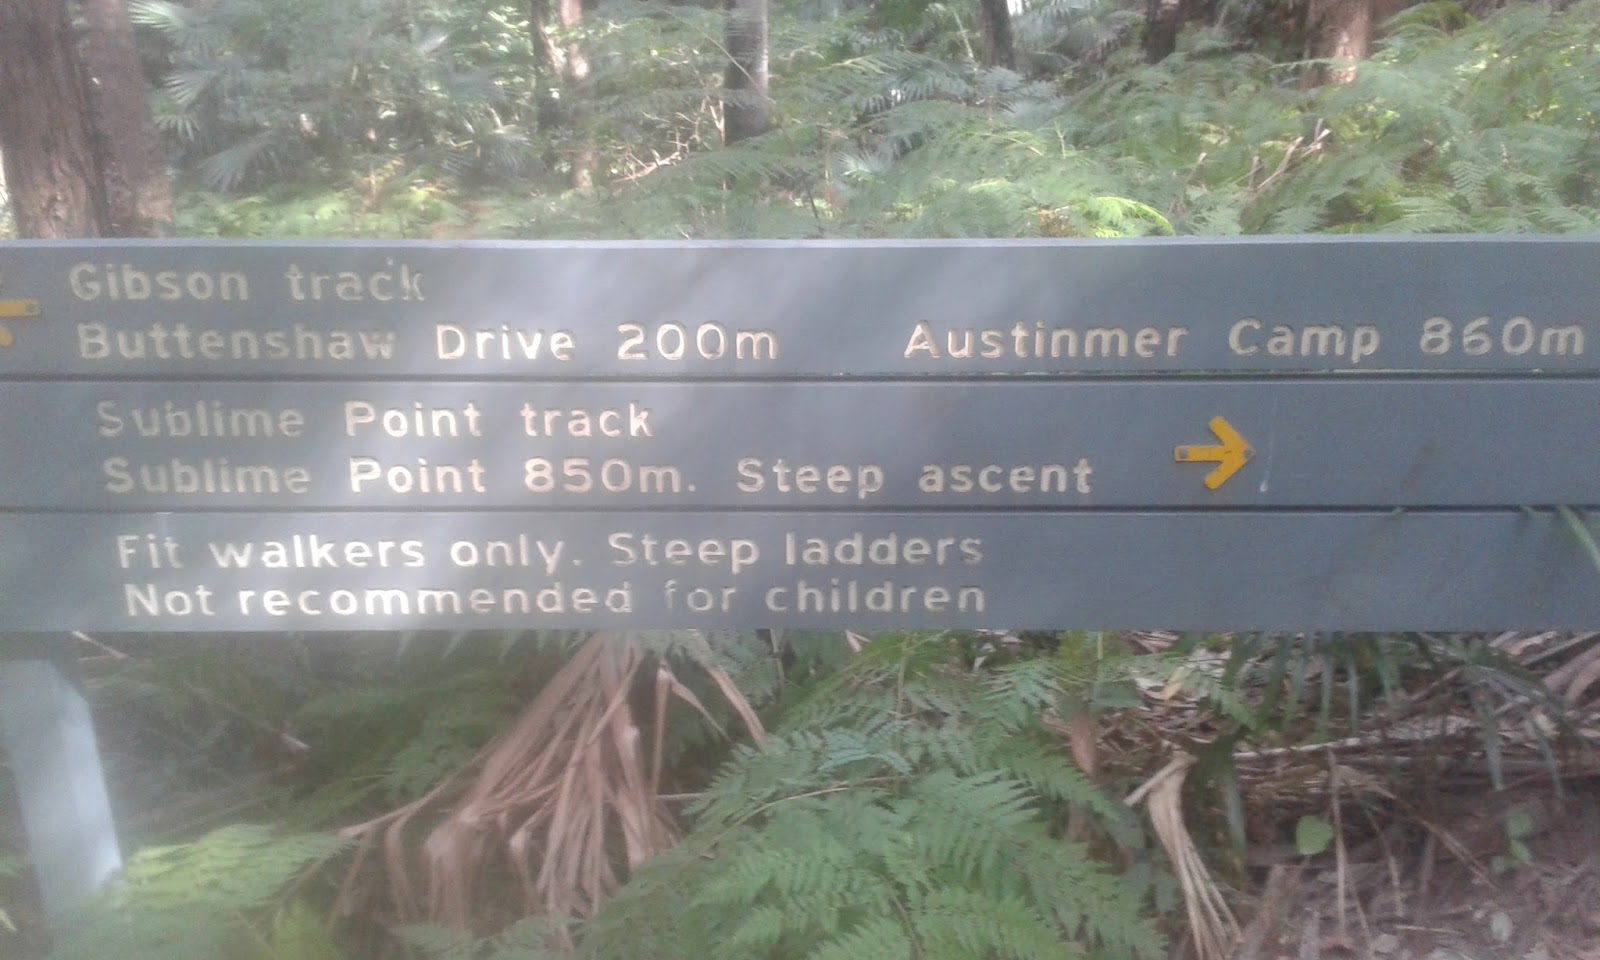 Gibson track
Buttenshaw Drive 200m Austinmer Camp 860m
Sublime Point track
Sublime Point 850m. Steep ascent
Fit walkers only. Steep ladders
Not recommended for children